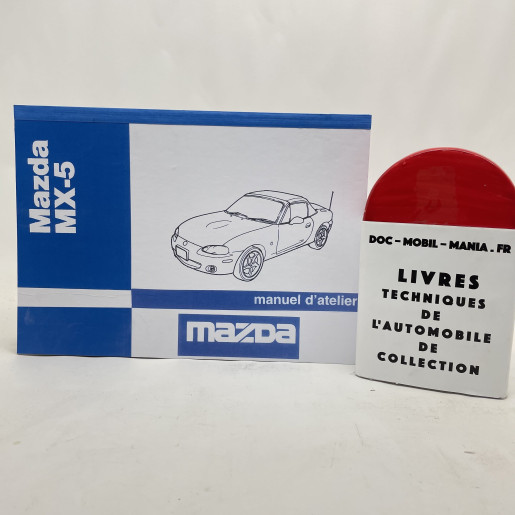 Mazda
MX-5
manuel d'atelier
mazda
DOC - MOBIL - MANIA . FR
LIVRES
TECHNIQUES
DE
L'AUTOMOBILE
DE
COLLECTION